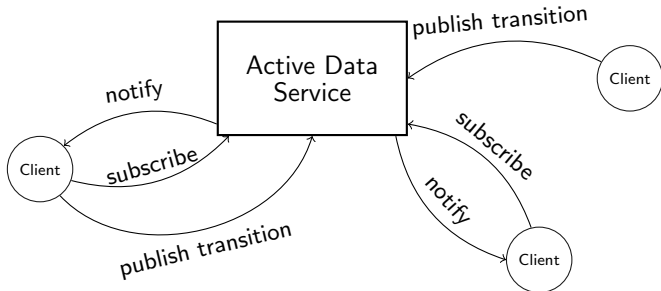 publish transition
Active Data
Service
Client
notify
subscribe
Client
subscribe
notify
publish transition
Client